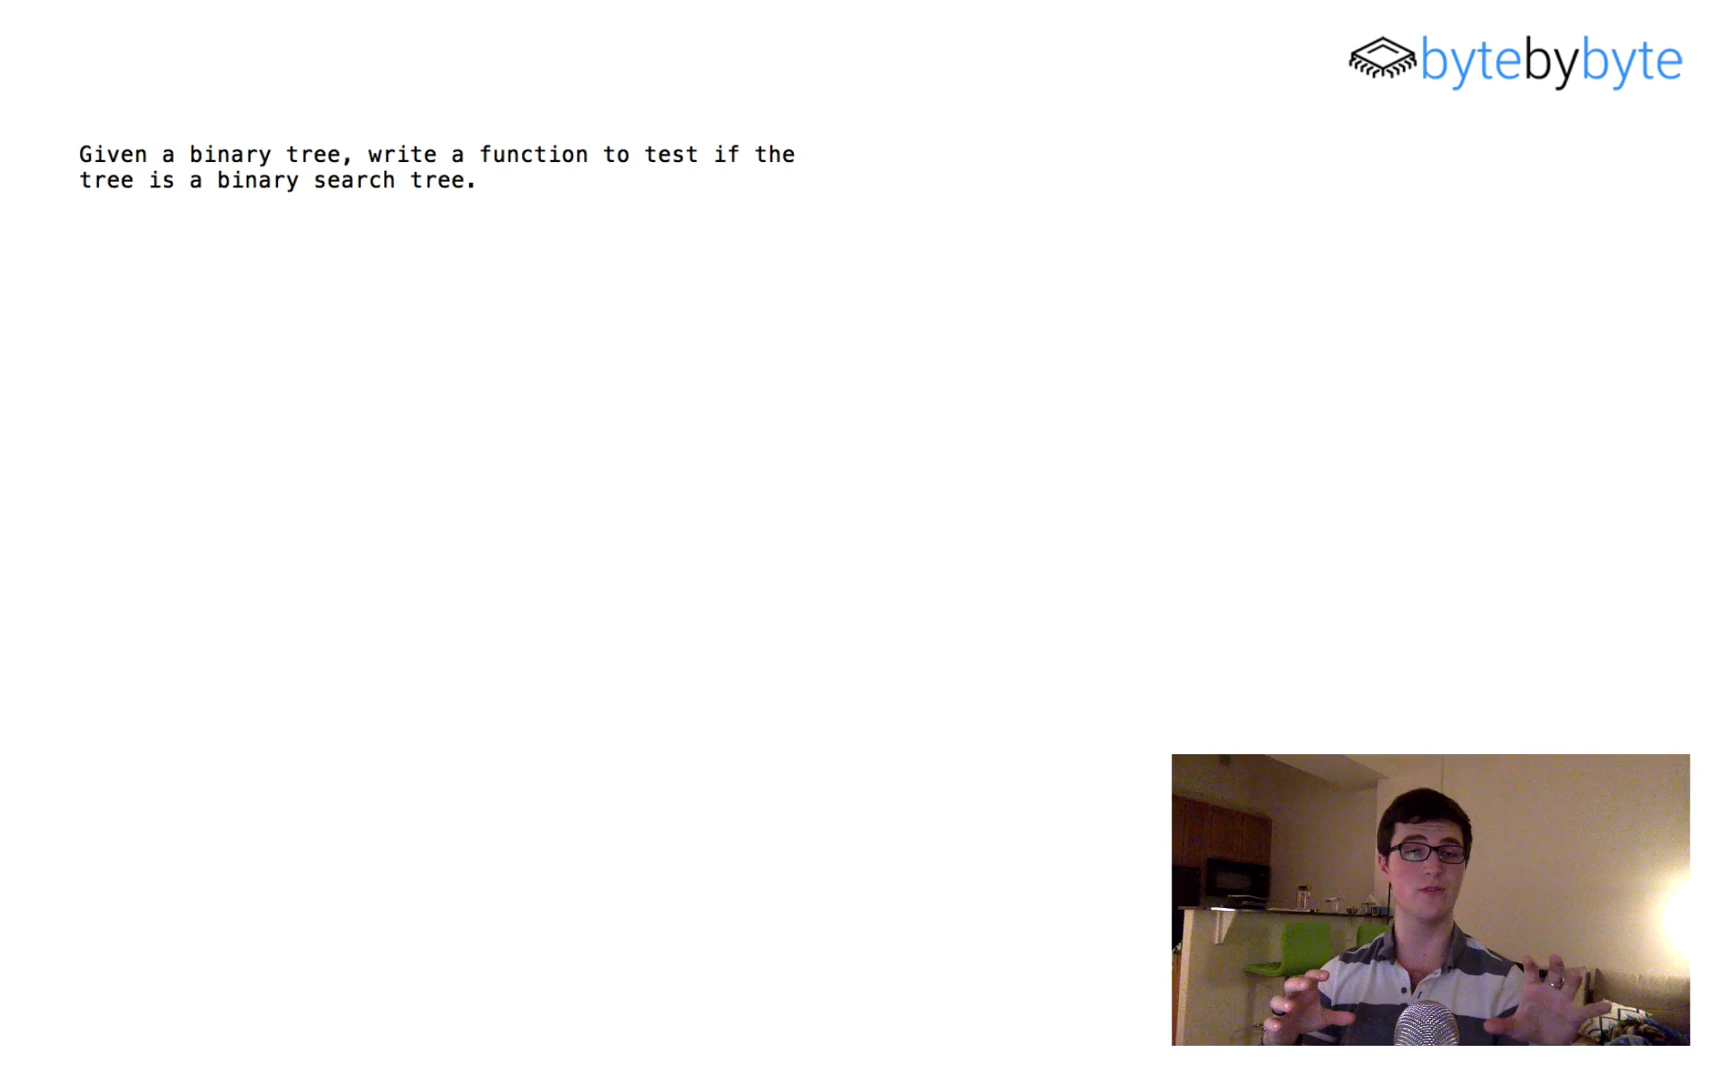 bytebybyte
Given a binary tree, write a function to test if the
tree is a binary search tree.